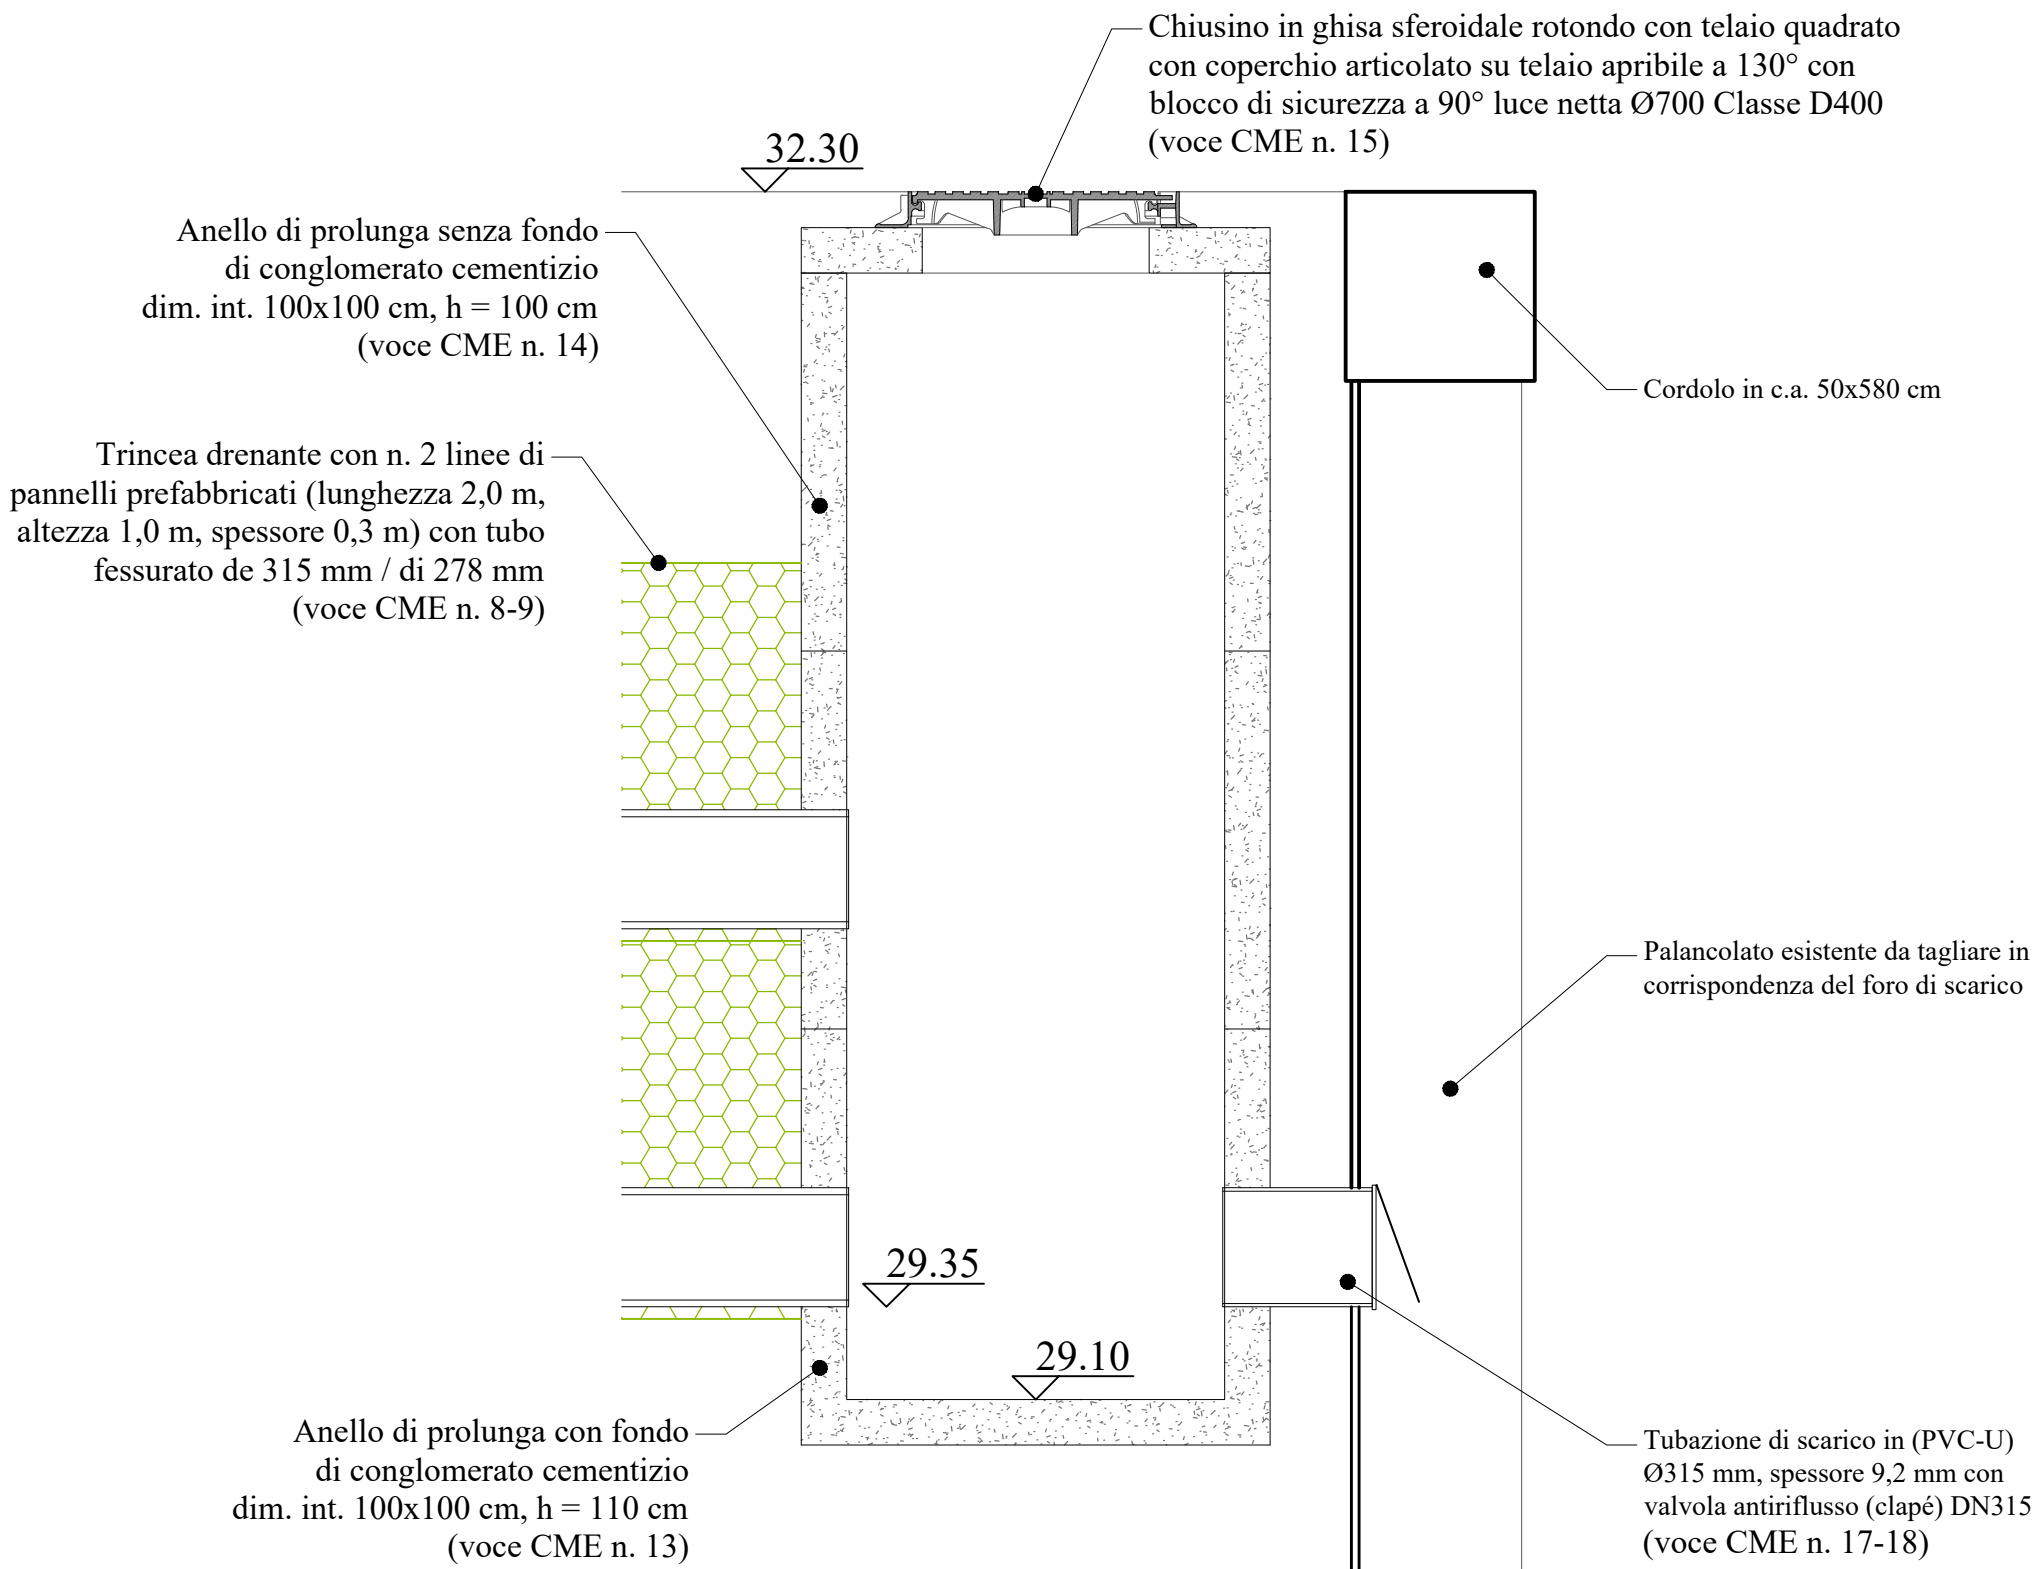 Chiusino in ghisa sferoidale rotondo con telaio quadrato
con coperchio articolato su telaio apribile a 130° con
blocco di sicurezza a 90° luce netta Ø700 Classe D400
(voce CME n. 15)
32.30
Anello di prolunga senza fondo
di conglomerato cementizio
dim. int. 100x100 cm, h = 100 cm
(voce CME n. 14)
Cordolo in c.a. 50x580 cm
Trincea drenante con n. 2 linee di
pannelli prefabbricati (lunghezza 2,0 m,
altezza 1,0 m, spessore 0,3 m) con tubo
fessurato de 315 mm / di 278 mm
(voce CME n. 8-9)
Palancolato esistente da tagliare in
corrispondenza del foro di scarico
29.35
29.10
Anello di prolunga con fondo
di conglomerato cementizio
dim. int. 100x100 cm, h = 110 cm
(voce CME n. 13)
Tubazione di scarico in (PVC-U)
Ø315 mm, spessore 9,2 mm con
valvola antiriflusso (clapé) DN315
(voce CME n. 17-18)